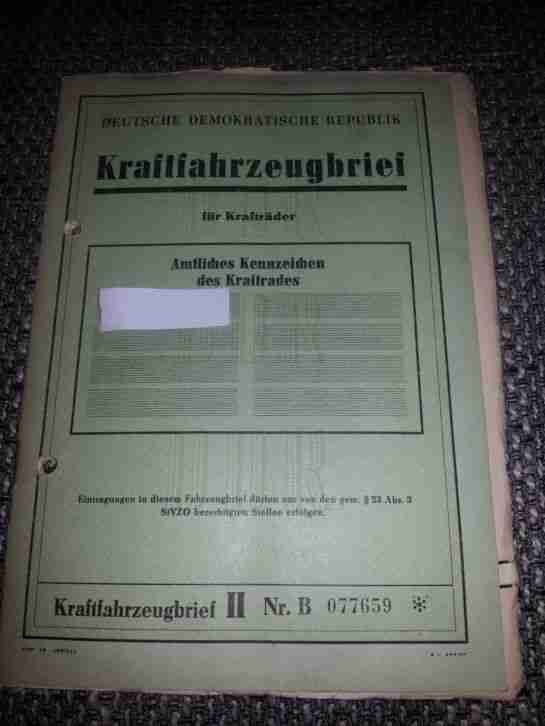 DEUTSCHE DEMOKRATISCHE REPUBLIK
Kraftfahrzeugbrief
für Krafträder
Amtliches Kennzeichen
des Kraftrades
Eintragungen in diesem Fahrzeugbrief dürfen nur von den gem. § 23 Abs. 3
StVZO berechtigten Stellen erfolgen.
Kraftfahrzeugbrief II Nr. B 077659 *